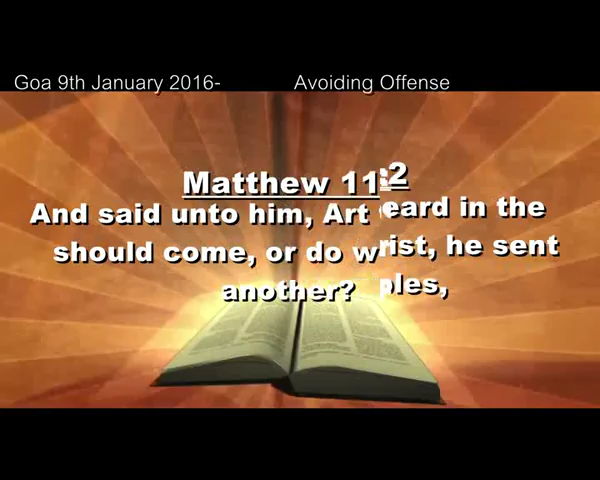 Goa 9th January 2016- Avoiding Offense
Matthew 11:2
And said unto him, Art eard in the
should come, or do w rist, he sent
another? ples,